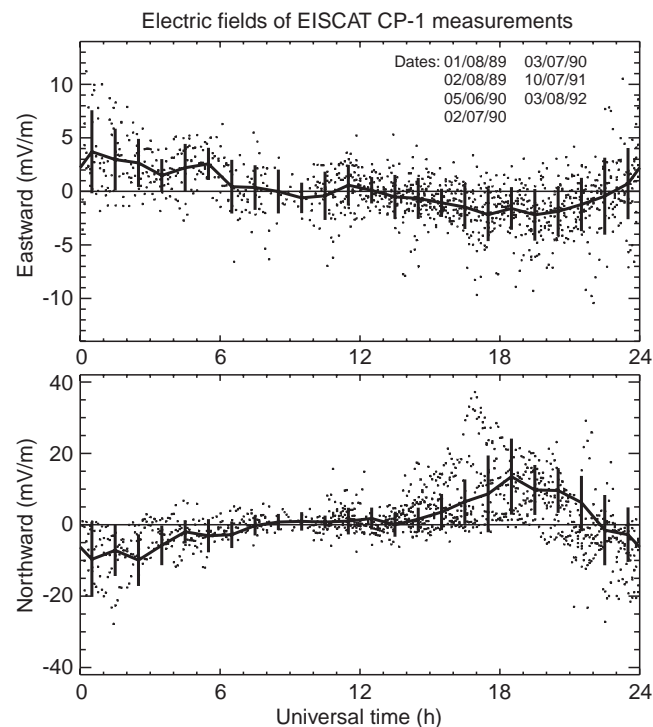 Electric fields of EISCAT CP-1 measurements
Dates: 01/08/89 03/07/90
02/08/89 10/07/91
05/06/90 03/08/92
02/07/90
Eastward (mV/m)
10
5
0
-5
-10
0 6 12 18 24
Northward (mV/m)
40
20
0
-20
-40
0 6 12 18 24
Universal time (h)